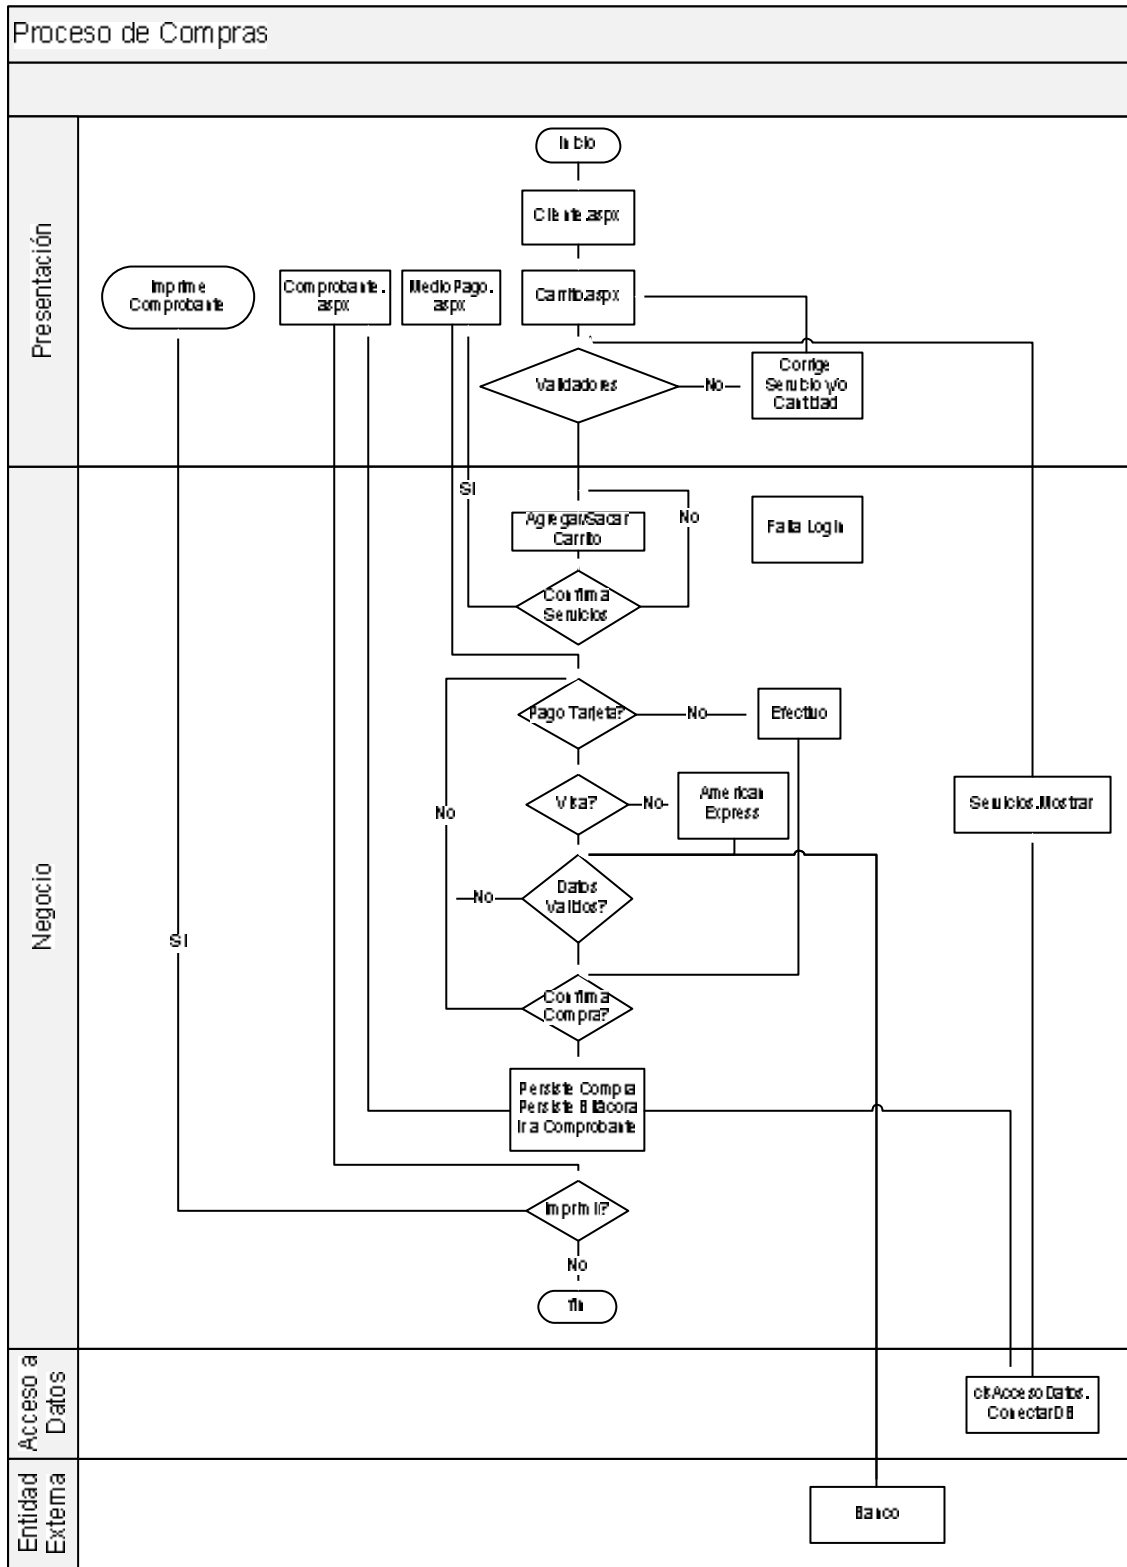 Proceso de Compras
Presentación
Inicio
Cliente.aspx
Imprime
Comprobante
Comprobante.
aspx
Medio Pago.
aspx
Carrito.aspx
Validadores
No
Corrige
Servicio y/o
Cantidad
Negocio
SI
Agregar/Sacar
Carrito
No
Falta Login
Confirma
Servicios
Pago Tarjeta?
No
Efectivo
Visa?
No
American
Express
No
Servicios.Mostrar
Datos
Validos?
No
SI
Confirma
Compra?
Persiste Compra
Persiste Bitácora
Ir a Comprobante
Imprimir?
No
fin
Acceso a
Datos
clsAccesoDatos.
ConectarDB
Entidad
Externa
Banco